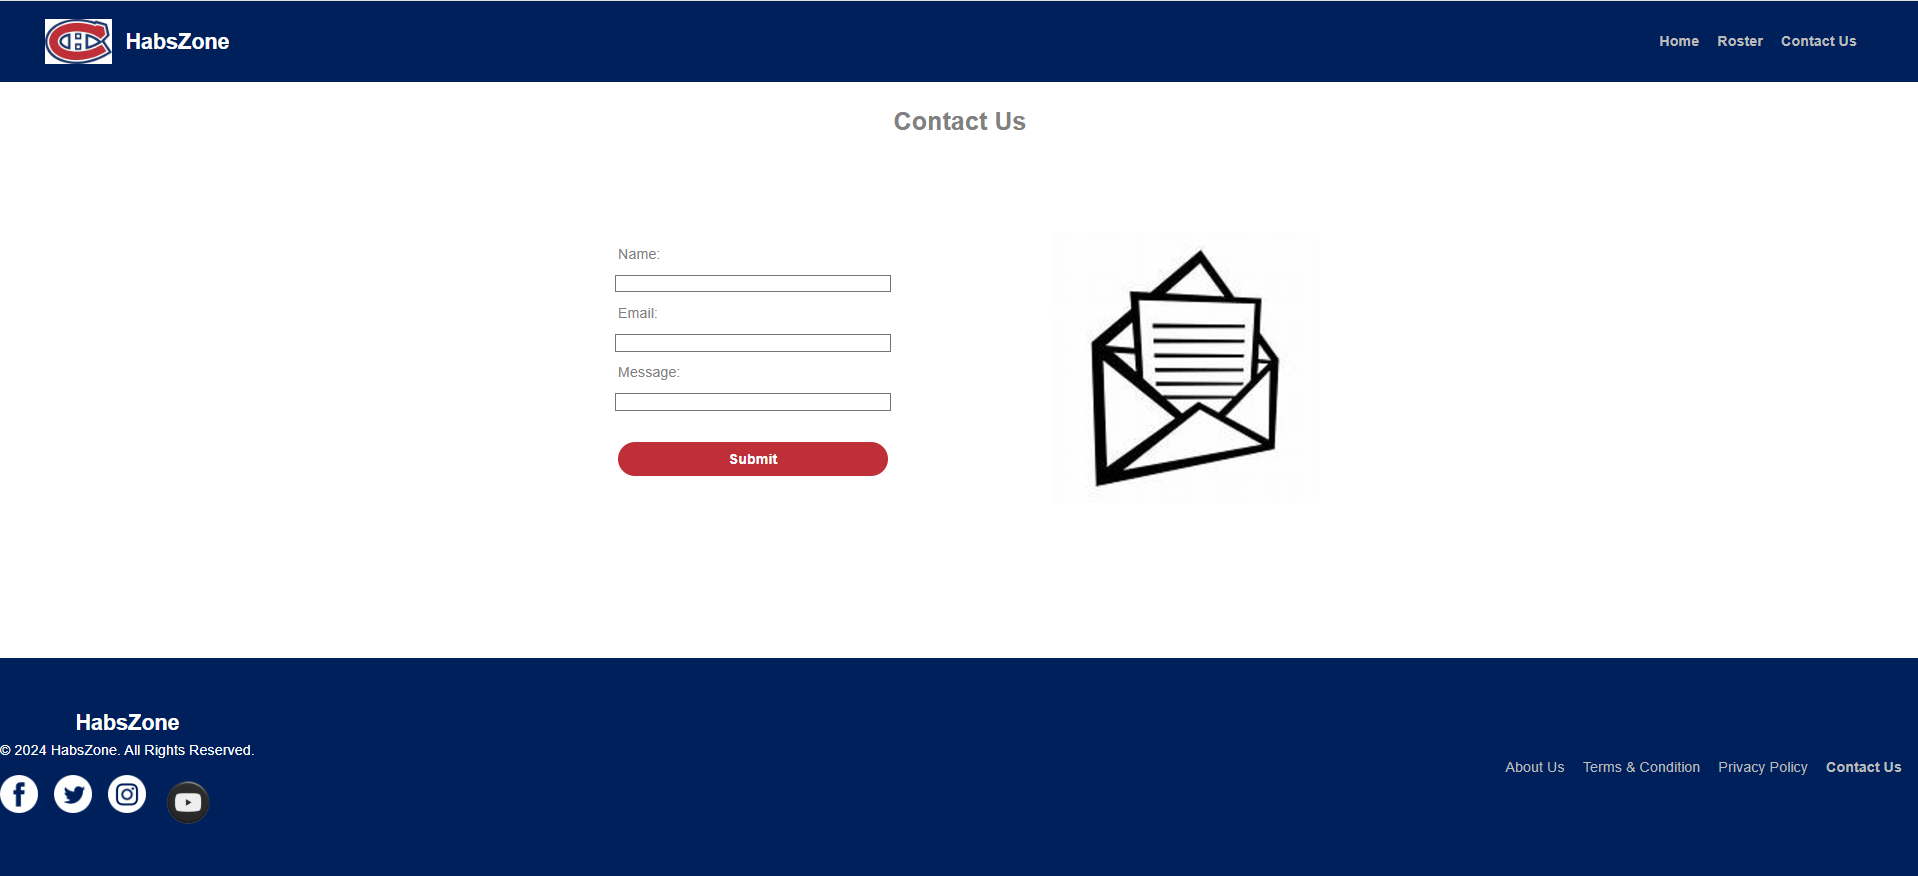 HabsZone
Home Roster Contact Us
Contact Us
Name:
Email:
Message:
Submit
HabsZone
© 2024 HabsZone. All Rights Reserved.
About Us Terms & Condition Privacy Policy Contact Us